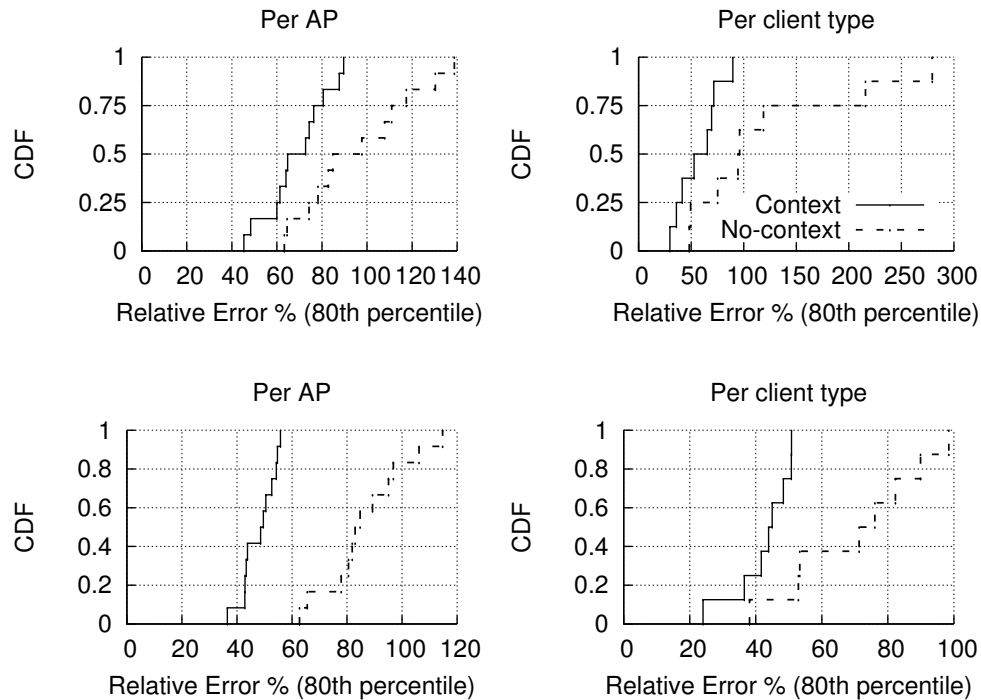 Per AP
1
0.75
0.5
0.25
0
CDF
0 20 40 60 80 100 120 140
Relative Error % (80th percentile)
Per client type
1
0.75
0.5
0.25
0
CDF
Context
No-context
0 50 100 150 200 250 300
Relative Error % (80th percentile)
Per AP
1
0.8
0.6
0.4
0.2
0
CDF
0 20 40 60 80 100 120
Relative Error % (80th percentile)
Per client type
1
0.8
0.6
0.4
0.2
0
CDF
0 20 40 60 80 100
Relative Error % (80th percentile)